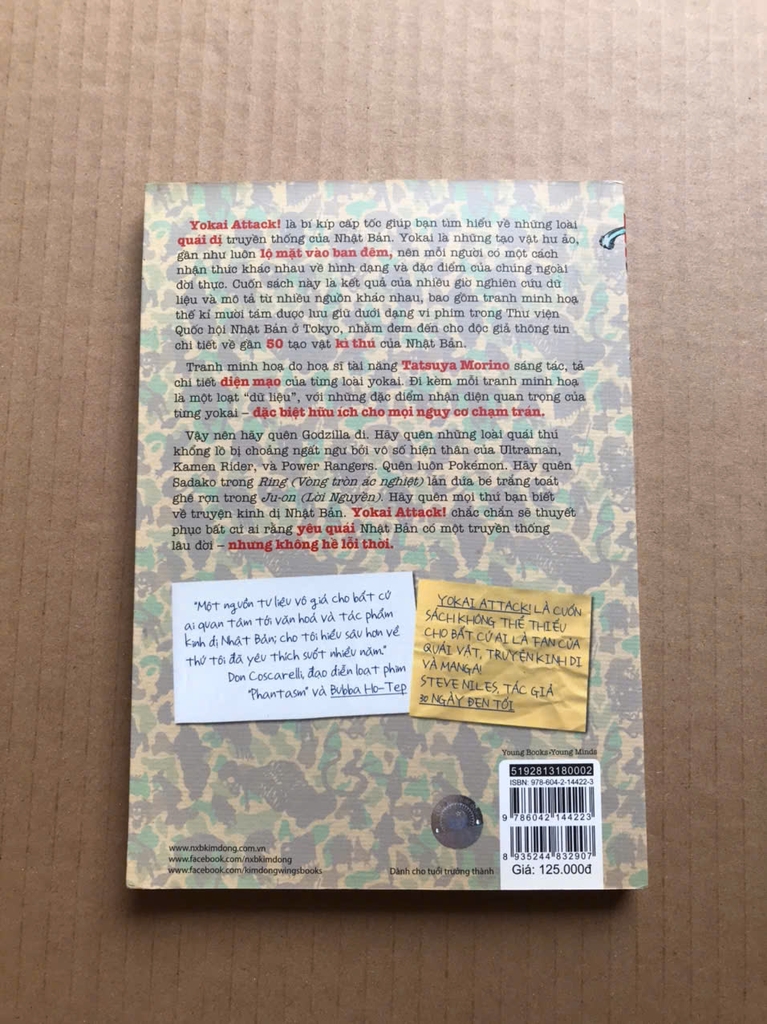 Yokai Attack! là bí kíp cấp tốc giúp bạn tìm hiểu về những loài
quái dị truyền thống của Nhật Bản. Yokai là những tạo vật hư ảo,
gần như luôn lộ mặt vào ban đêm, nên mỗi người có một cách
nhận thức khác nhau về hình dạng và đặc điểm của chúng ngoài
đời thực. Cuốn sách này là kết quả của nhiều giờ nghiên cứu dữ
liệu và mô tả từ nhiều nguồn khác nhau, bao gồm tranh minh hoạ
thế kỉ mười tám được lưu giữ dưới dạng vi phim trong Thư viện
Quốc hội Nhật Bản ở Tokyo, nhằm đem đến cho độc giả thông tin
chi tiết về gần 50 tạo vật kì thú của Nhật Bản.
Tranh minh hoạ do hoạ sĩ tài năng Tatsuya Morino sáng tác, tả
chi tiết diện mạo của từng loài yokai. Đi kèm mỗi tranh minh hoạ
là một loạt "dữ liệu", với những đặc điểm nhận diện quan trọng của
từng yokai – đặc biệt hữu ích cho mọi nguy cơ chạm trán.
Vậy nên hãy quên Godzilla đi. Hãy quên những loài quái thú
khổng lồ bị choảng ngất ngư bởi vô số hiện thân của Ultraman,
Kamen Rider, và Power Rangers. Quên luôn Pokémon. Hãy quên
Sadako trong Ring (Vòng tròn ác nghiệt) lẫn đứa bé trắng toát
ghê rợn trong Ju-on (Lời Nguyền). Hãy quên mọi thứ bạn biết
về truyện kinh dị Nhật Bản. Yokai Attack! chắc chắn sẽ thuyết
phục bất cứ ai rằng yêu quái Nhật Bản có một truyền thống
lâu đời – nhưng không hề lỗi thời.
"Một nguồn tư liệu vô giá cho bất cứ
ai quan tâm tới văn hoá và tác phẩm
kinh dị Nhật Bản; cho tôi hiểu sâu hơn về
thứ tôi đã yêu thích suốt nhiều năm."
Don Coscarelli, đạo diễn loạt phim
"Phantasm" và Bubba Ho-Tep
YOKAI ATTACK! LÀ CUỐN
SÁCH KHÔNG THỂ THIẾU
CHO BẤT CỨ AI LÀ FAN CỦA
QUÁI VẬT, TRUYỆN KINH DỊ
VÀ MANGA!
STEVE NILES, TÁC GIẢ
30 NGÀY ĐEN TỐI
Young Books-Young Minds
5192813180002
ISBN: 978-604-2-14422-3
9 786042 144223
8 935244 832907
Giá: 125.000đ
www.nxbkimdong.com.vn
www.facebook.com/nxbkimdong
www.facebook.com/kimdongwingsbooks
Dành cho tuổi trưởng thành